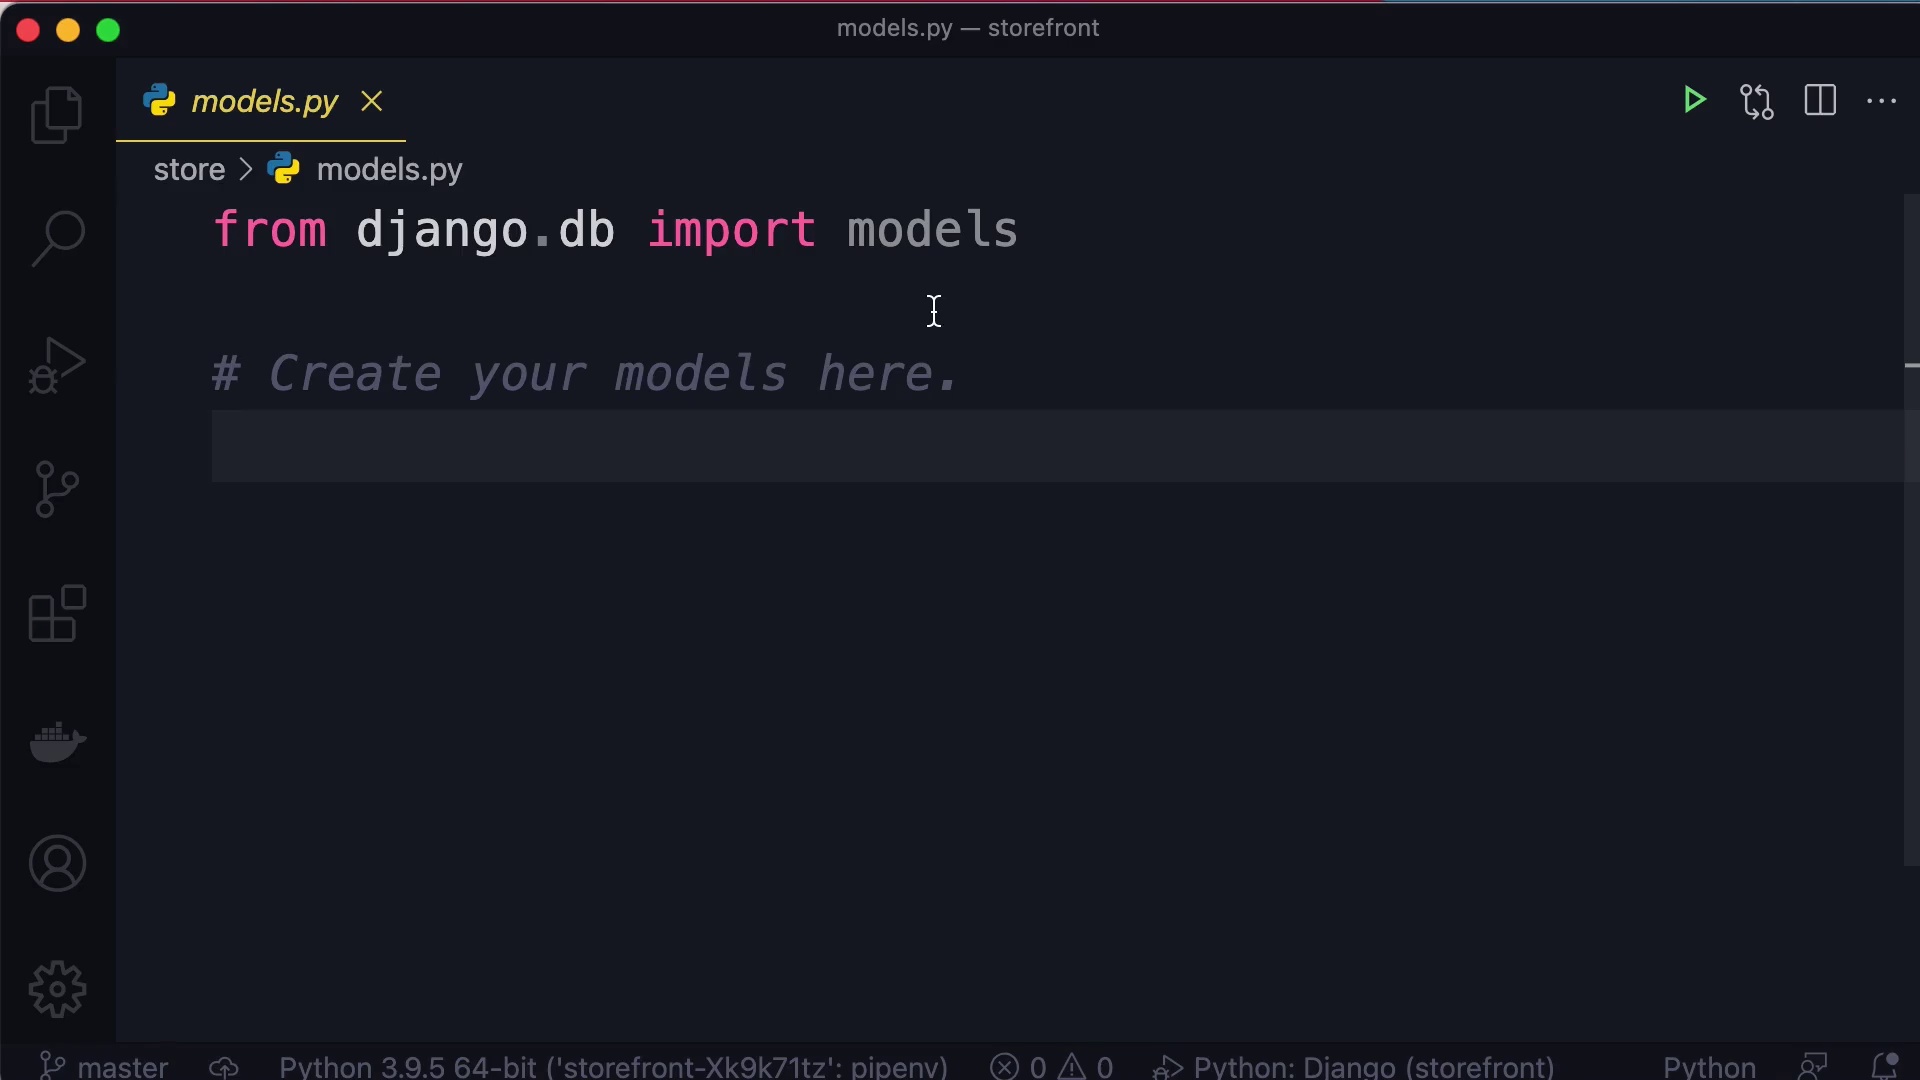 models.py — storefront
models.py
store > models.py
from django.db import models
# Create your models here.
master Python 3.9.5 64-bit ('storefront-Xk9k71tz': pipenv) 0 0 Python: Django (storefront) Python